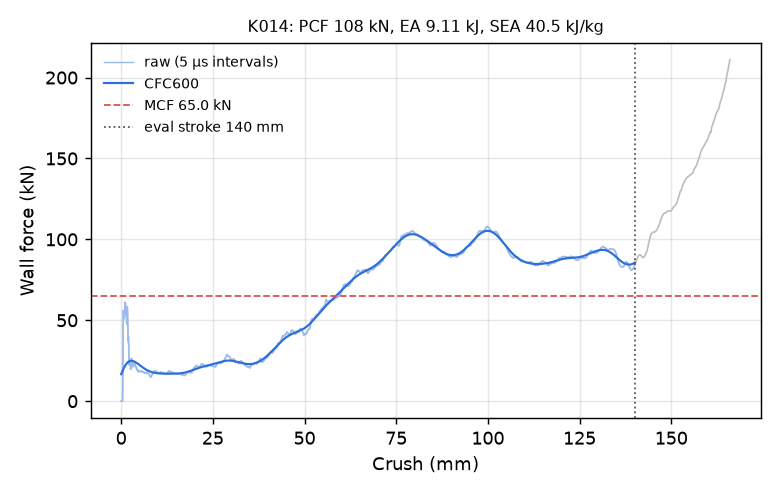 K014: PCF 108 kN, EA 9.11 kJ, SEA 40.5 kJ/kg
raw (5 µs intervals)
CFC600
MCF 65.0 kN
eval stroke 140 mm
Wall force (kN)
200
150
100
50
0
0 25 50 75 100 125 150
Crush (mm)